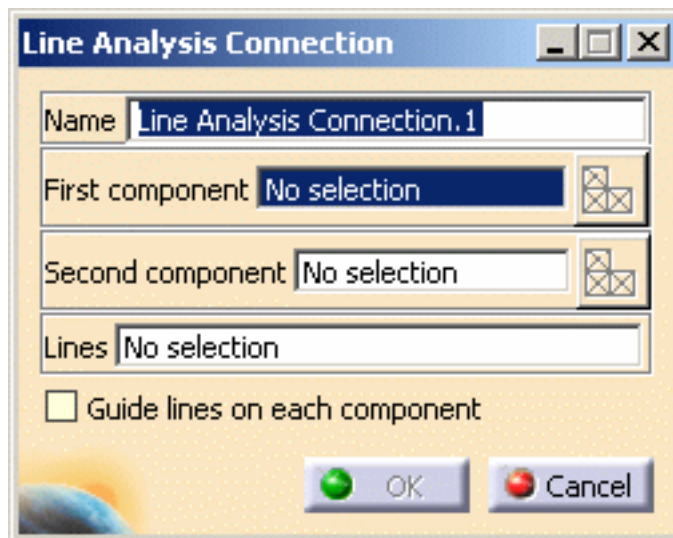 Line Analysis Connection
Name Line Analysis Connection.1
First component No selection
Second component No selection
Lines No selection
Guide lines on each component
OK Cancel